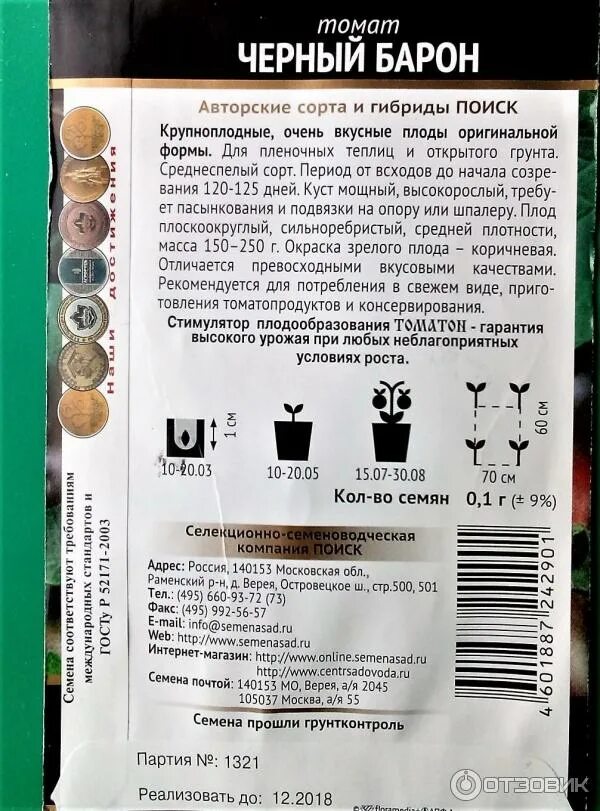 томат
ЧЕРНЫЙ БАРОН
Авторские сорта и гибриды ПОИСК
Крупноплодные, очень вкусные плоды оригинальной
формы. Для пленочных теплиц и открытого грунта.
Среднеспелый сорт. Период от всходов до начала созре-
вания 120-125 дней. Куст мощный, высокорослый, требу-
ет пасынкования и подвязки на опору или шпалеру. Плод
плоскоокруглый, сильноребристый, средней плотности,
масса 150–250 г. Окраска зрелого плода – коричневая.
Отличается превосходными вкусовыми качествами.
Рекомендуется для потребления в свежем виде, приго-
товления томатопродуктов и консервирования.
Стимулятор плодообразования ТОМАТОН - гарантия
высокого урожая при любых неблагоприятных
условиях роста.
Наши достижения
1 см
60 см
10-20.03
10-20.05
15.07-30.08
70 см
Кол-во семян 0,1 г (± 9%)
Семена соответствуют требованиям
международных стандартов и
ГОСТу Р 52171-2003
Селекционно-семеноводческая
компания ПОИСК
Адрес: Россия, 140153 Московская обл.,
Раменский р-н, д. Верея, Островецкое ш., стр.500, 501
Тел.: (495) 660-93-72 (73)
Факс: (495) 992-56-57
E-mail: info@semenasad.ru
Web: http://www.semenasad.ru
Интернет-магазин: http://www.online.semenasad.ru
http://www.centrsadovoda.ru
Семена почтой: 140153 МО, Верея, а/я 2045
105037 Москва, а/я 55
4 601887 242901
Семена прошли грунтконтроль
Партия №: 1321
Реализовать до: 12.2018
ОТЗОВИК